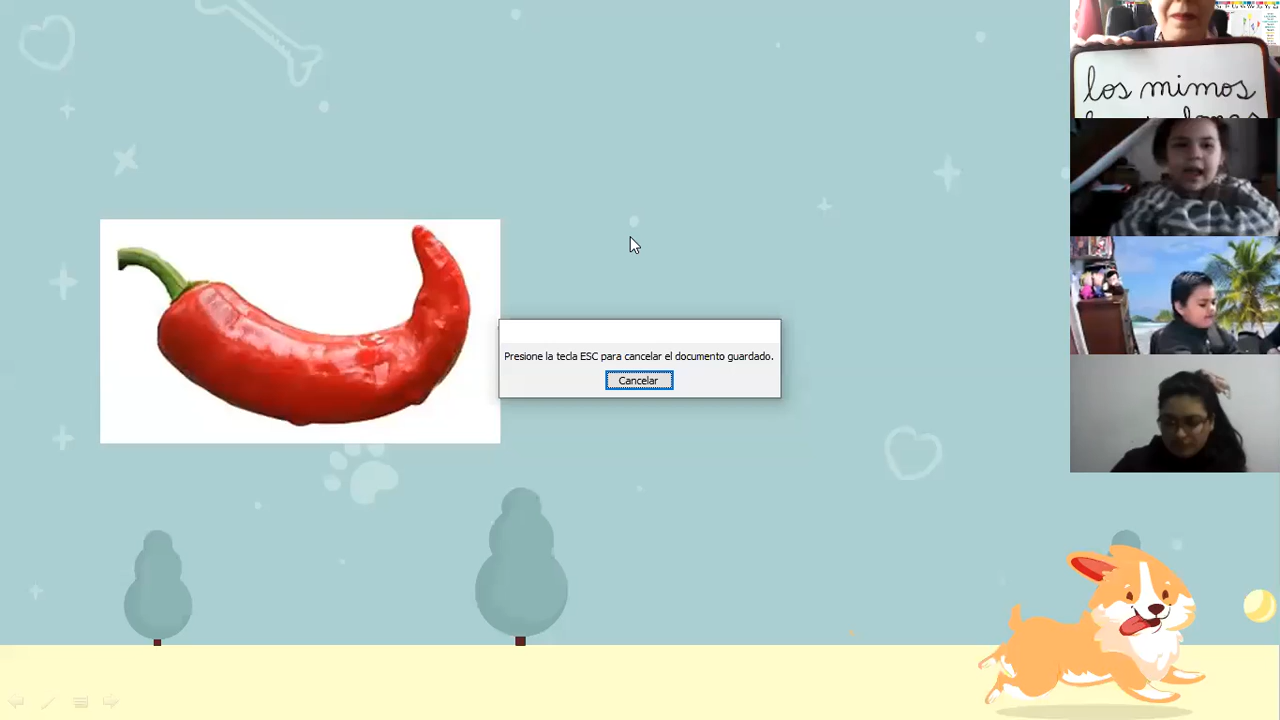 los mimos
Presione la tecla ESC para cancelar el documento guardado.
Cancelar